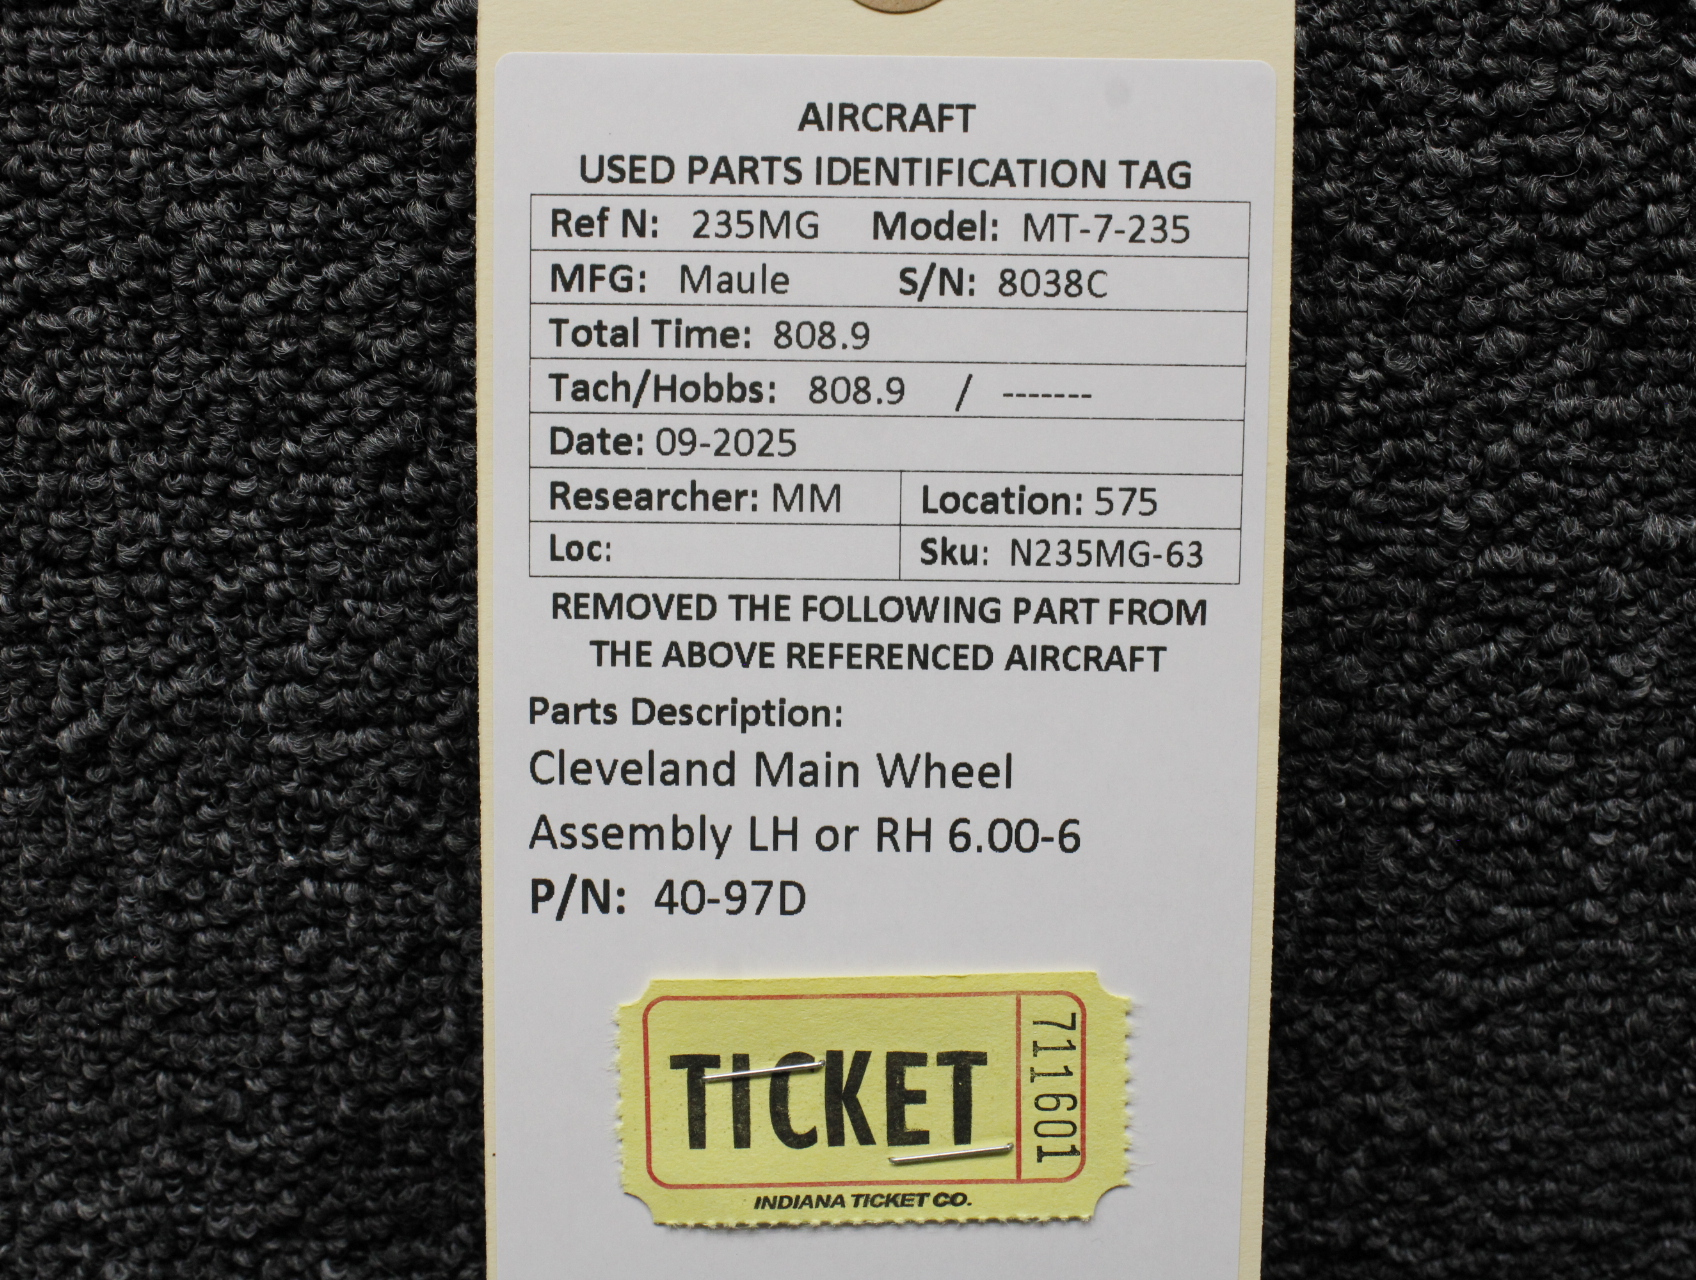 AIRCRAFT
USED PARTS IDENTIFICATION TAG
Ref N: 235MG Model: MT-7-235
MFG: Maule S/N: 8038C
Total Time: 808.9
Tach/Hobbs: 808.9 / -------
Date: 09-2025
Researcher: MM Location: 575
Loc: Sku: N235MG-63
REMOVED THE FOLLOWING PART FROM
THE ABOVE REFERENCED AIRCRAFT
Parts Description:
Cleveland Main Wheel
Assembly LH or RH 6.00-6
P/N: 40-97D
TICKET
711601
INDIANA TICKET CO.